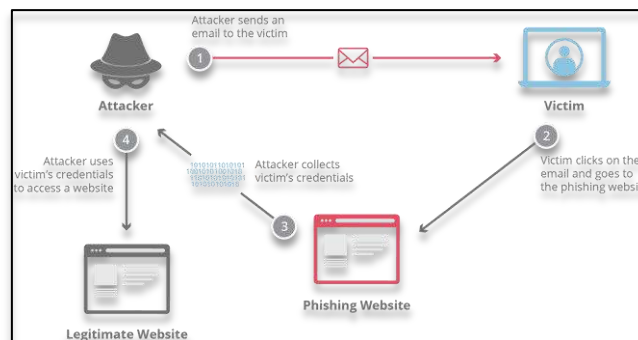 Attacker sends an
email to the victim
1
Attacker
Victim
4
2
Attacker uses
victim's credentials
to access a website
Attacker collects
victim's credentials
Victim clicks on the
email and goes to
the phishing websi
3
Phishing Website
Legitimate Website